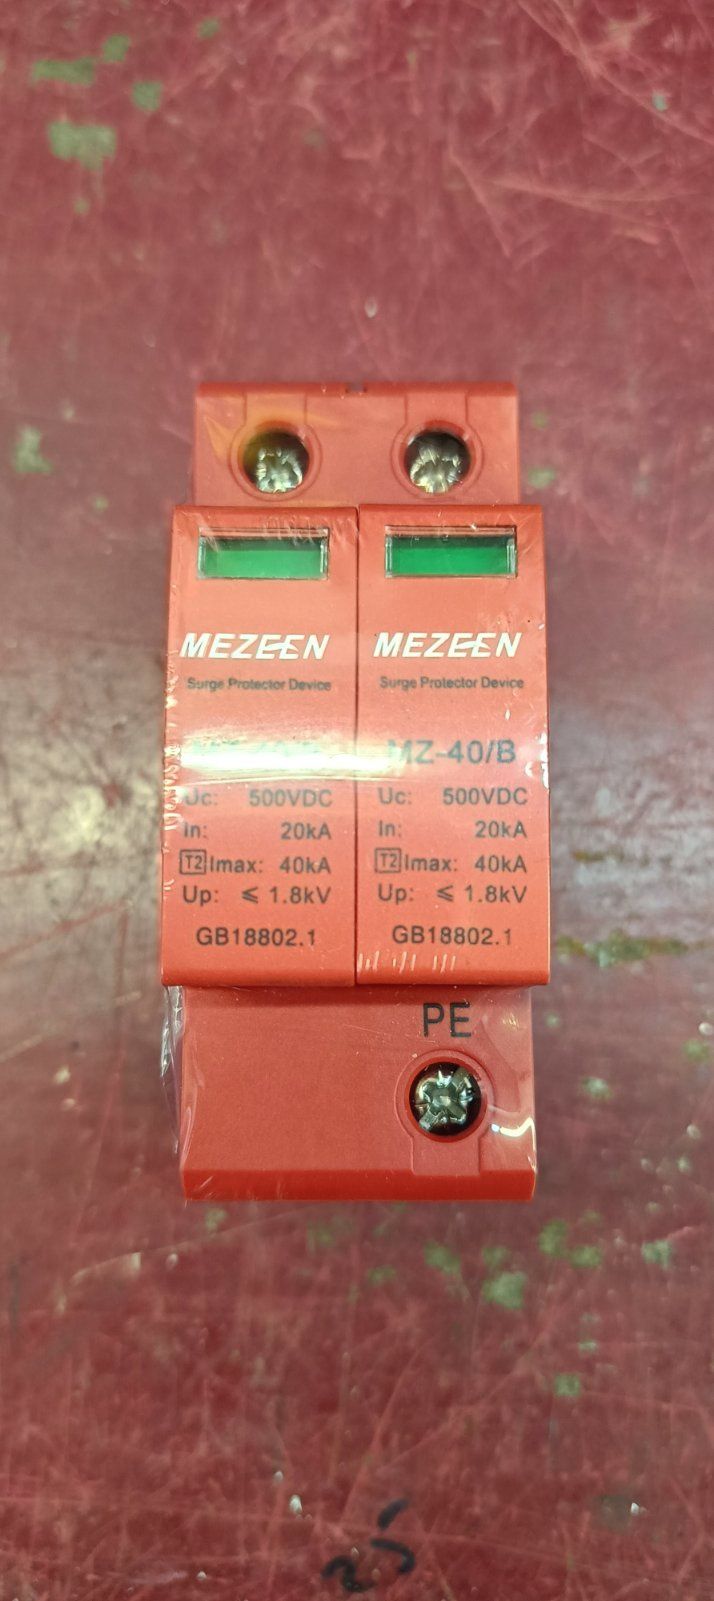 MEZEEN
Surge Protector Device
Uc: 500VDC
In: 20kA
T2 Imax: 40kA
Up: ≤ 1.8kV
GB18802.1
MEZEEN
Surge Protector Device
MZ-40/B
Uc: 500VDC
In: 20kA
T2 Imax: 40kA
Up: ≤ 1.8kV
GB18802.1
PE